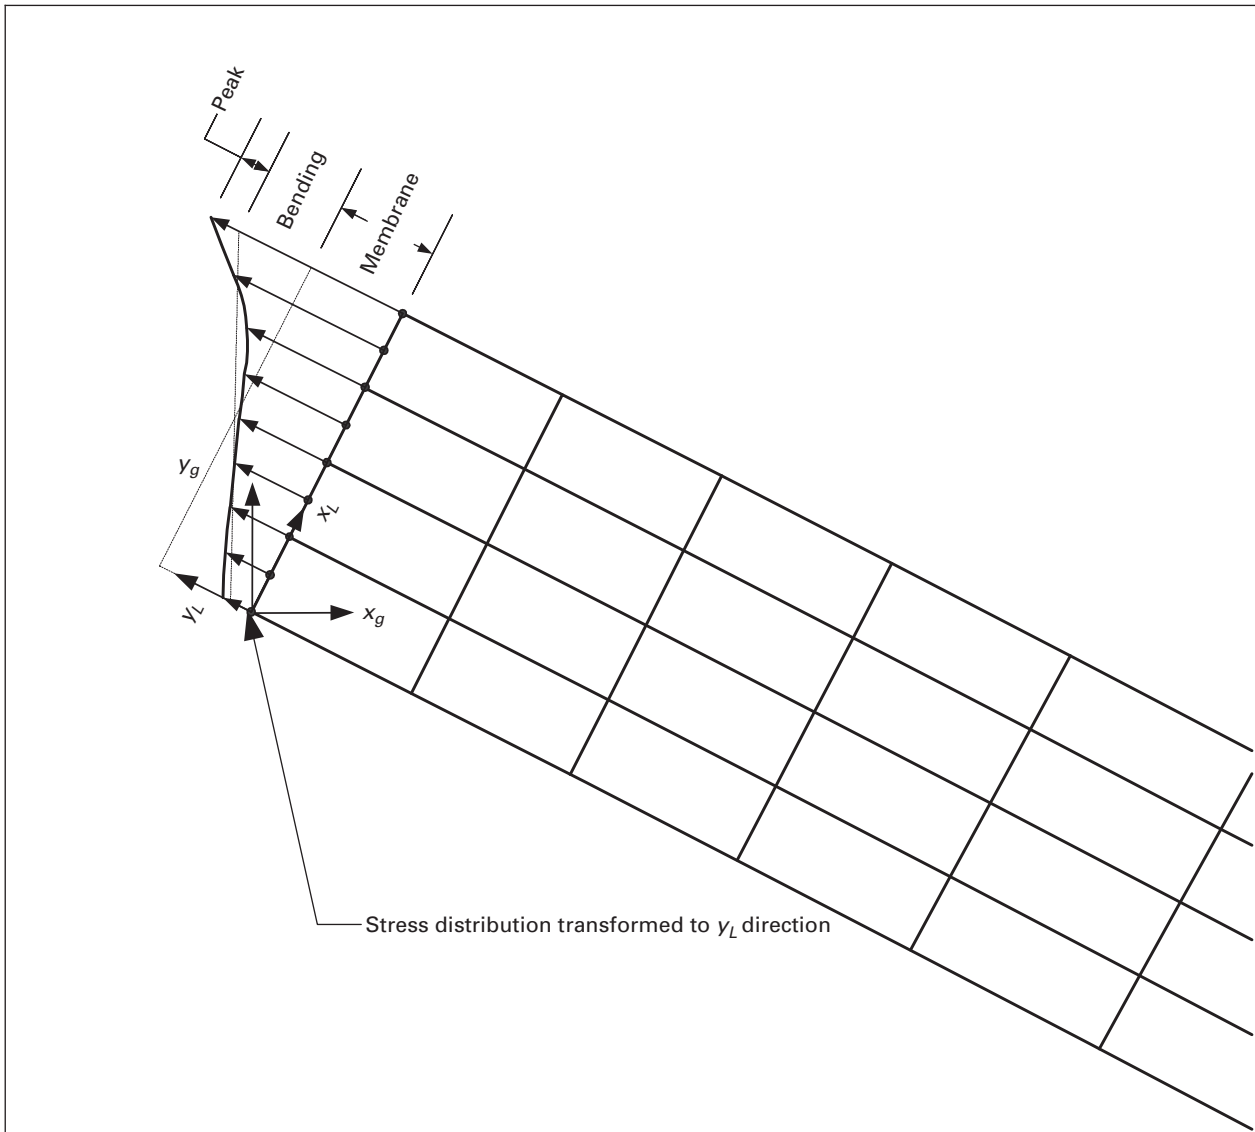 Peak
Bending
Membrane
y_g
x_L
y_L
x_g
Stress distribution transformed to y_L direction